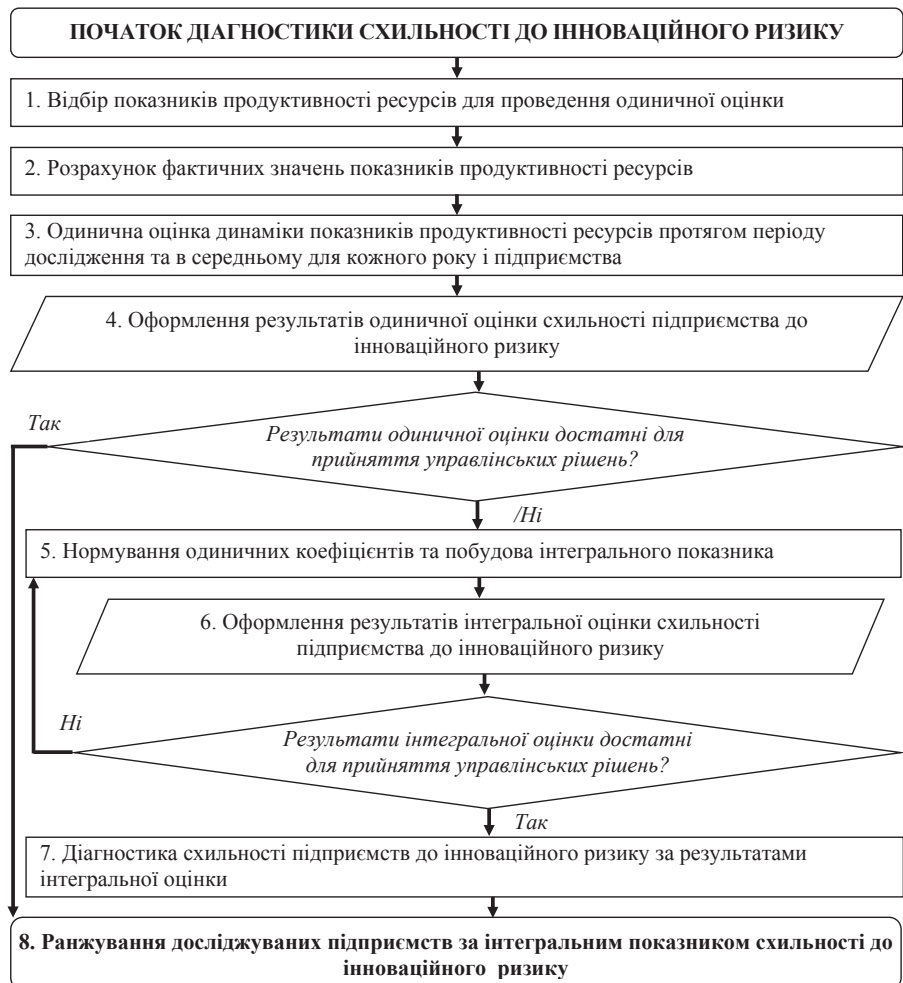 ПОЧАТОК ДІАГНОСТИКИ СХИЛЬНОСТІ ДО ІННОВАЦІЙНОГО РИЗИКУ
1. Відбір показників продуктивності ресурсів для проведення одиничної оцінки
2. Розрахунок фактичних значень показників продуктивності ресурсів
3. Одинична оцінка динаміки показників продуктивності ресурсів протягом періоду
дослідження та в середньому для кожного року і підприємства
4. Оформлення результатів одиничної оцінки схильності підприємства до
інноваційного ризику
Так
Результати одиничної оцінки достатні для
прийняття управлінських рішень?
/Ні
5. Нормування одиничних коефіцієнтів та побудова інтегрального показника
6. Оформлення результатів інтегральної оцінки схильності
підприємства до інноваційного ризику
Ні
Результати інтегральної оцінки достатні
для прийняття управлінських рішень?
Так
7. Діагностика схильності підприємств до інноваційного ризику за результатами
інтегральної оцінки
8. Ранжування досліджуваних підприємств за інтегральним показником схильності до
інноваційного ризику